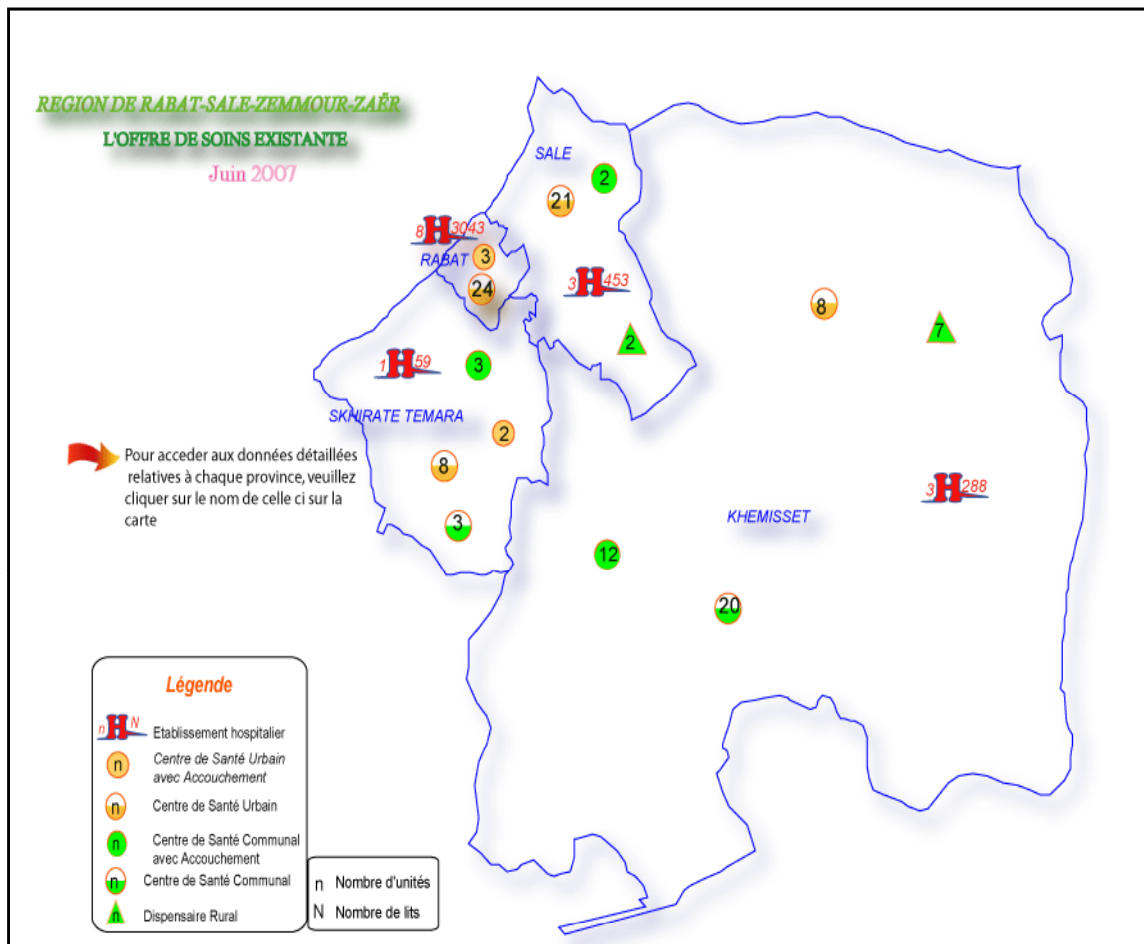 REGION DE RABAT-SALE-ZEMMOUR-ZAËR
L'OFFRE DE SOINS EXISTANTE
Juin 2007
SALE
2
21
8 H 3043
RABAT
3
24
3 H 453
2
8
7
1 H 59
3
SKHIRATE TEMARA
2
8
3
Pour acceder aux données détaillées
relatives à chaque province, veuillez
cliquer sur le nom de celle ci sur la
carte
3 H 288
KHEMISSET
12
20
Légende
n H N Etablissement hospitalier
n Centre de Santé Urbain
avec Accouchement
n Centre de Santé Urbain
n Centre de Santé Communal
avec Accouchement
n Centre de Santé Communal
n Dispensaire Rural
n Nombre d'unités
N Nombre de lits